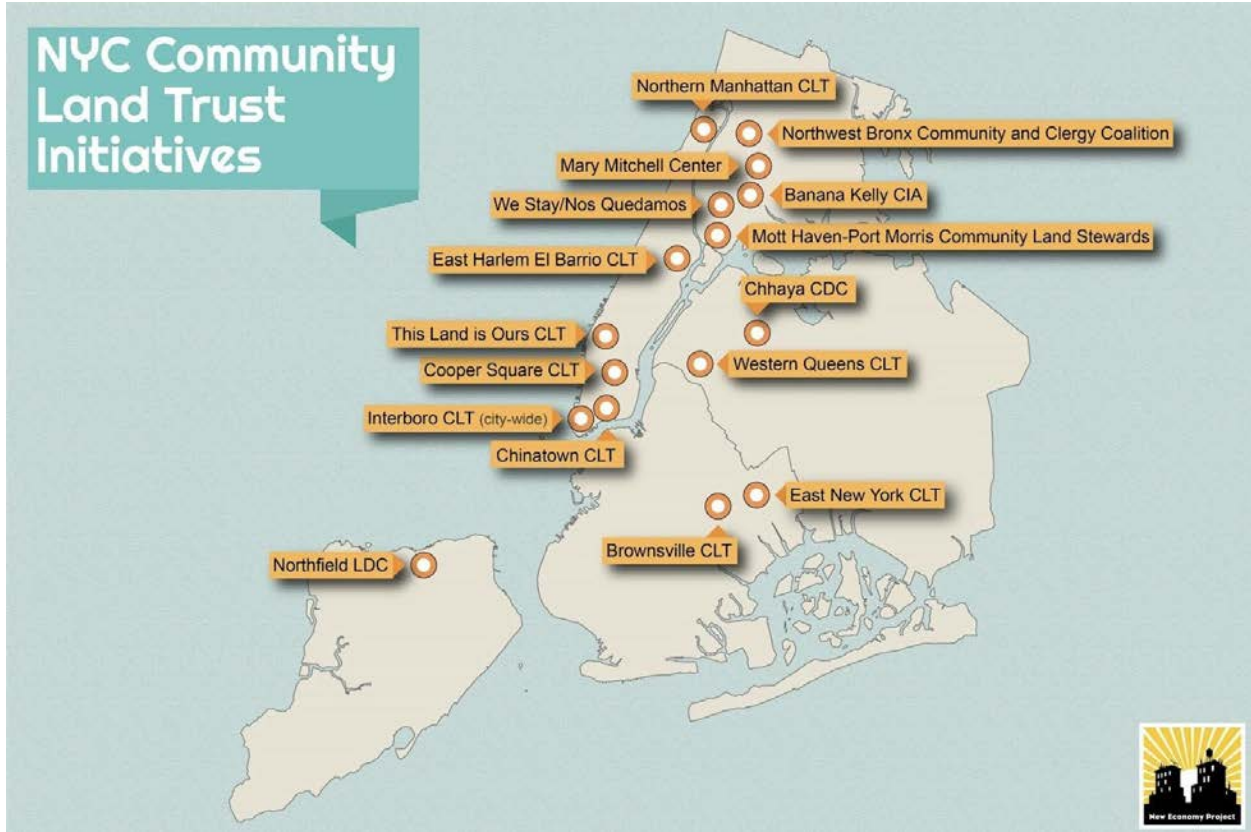 NYC Community
Land Trust
Initiatives
Northern Manhattan CLT
Northwest Bronx Community and Clergy Coalition
Mary Mitchell Center
Banana Kelly CIA
We Stay/Nos Quedamos
Mott Haven-Port Morris Community Land Stewards
East Harlem El Barrio CLT
Chhaya CDC
This Land is Ours CLT
Western Queens CLT
Cooper Square CLT
Interboro CLT (city-wide)
Chinatown CLT
East New York CLT
Brownsville CLT
Northfield LDC
New Economy Project